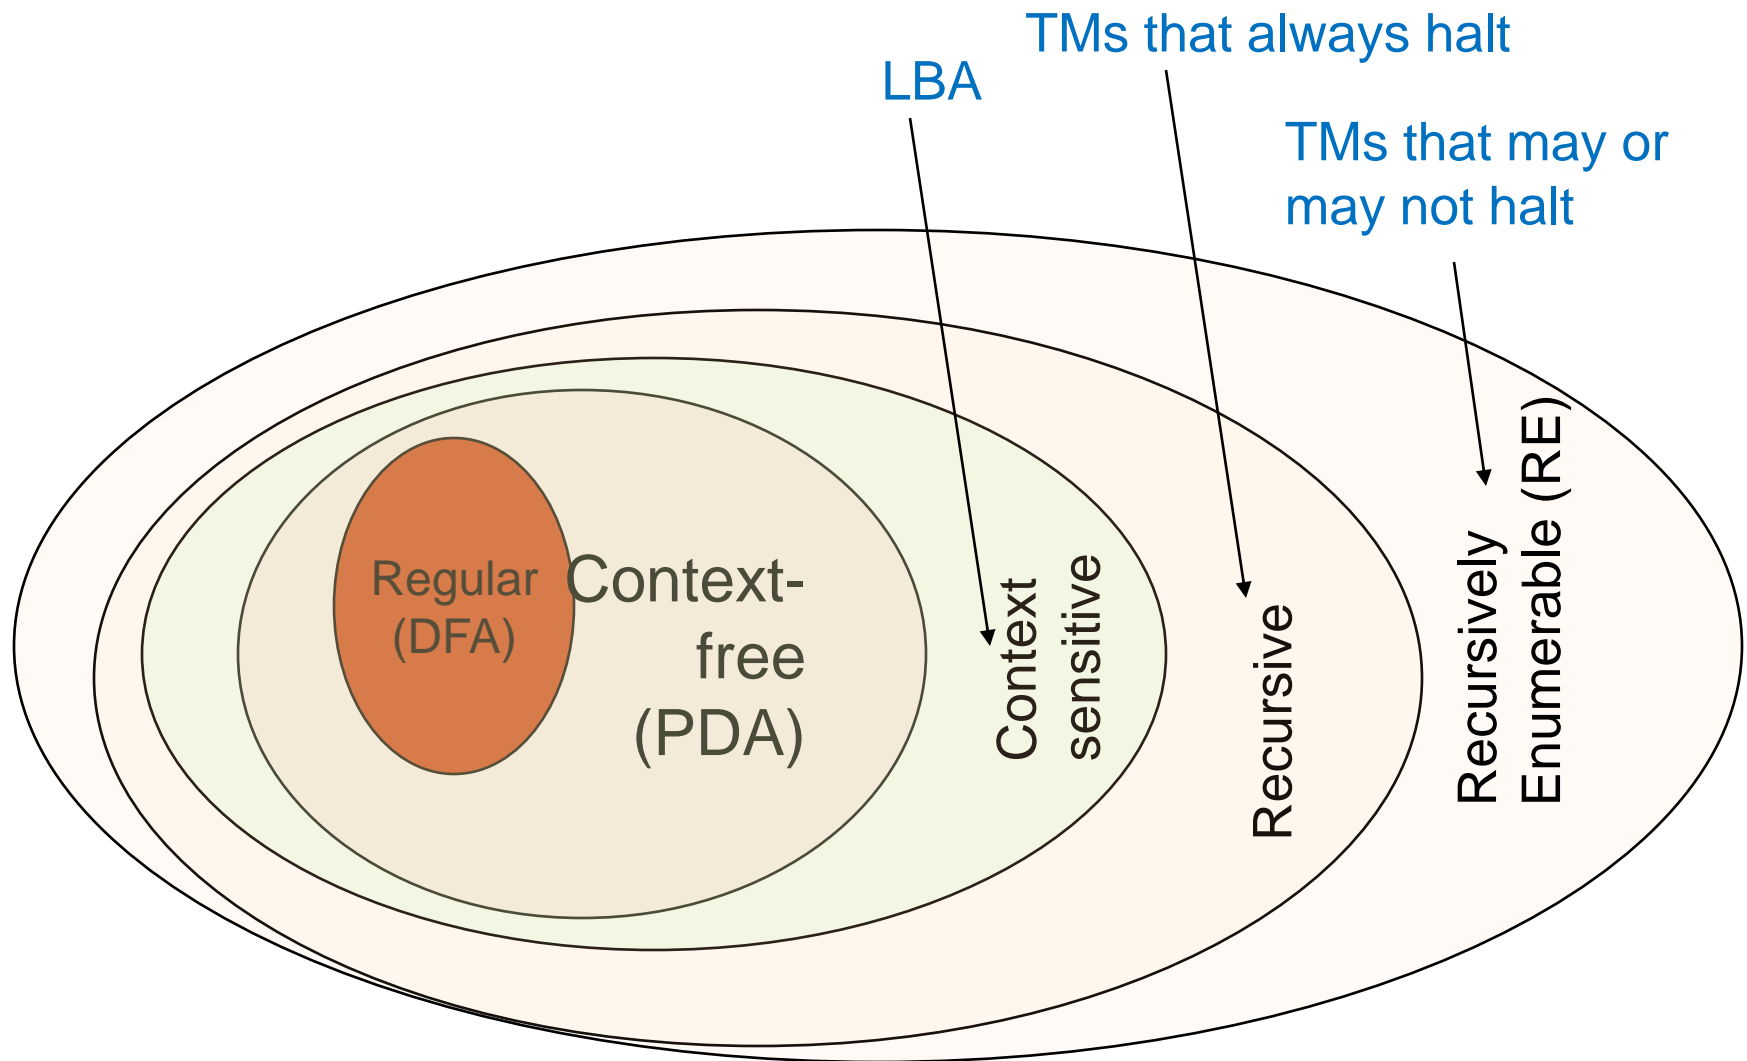 TMs that always halt
LBA
TMs that may or
may not halt
Regular
(DFA)
Context-
free
(PDA)
Context
sensitive
Recursive
Recursively
Enumerable (RE)